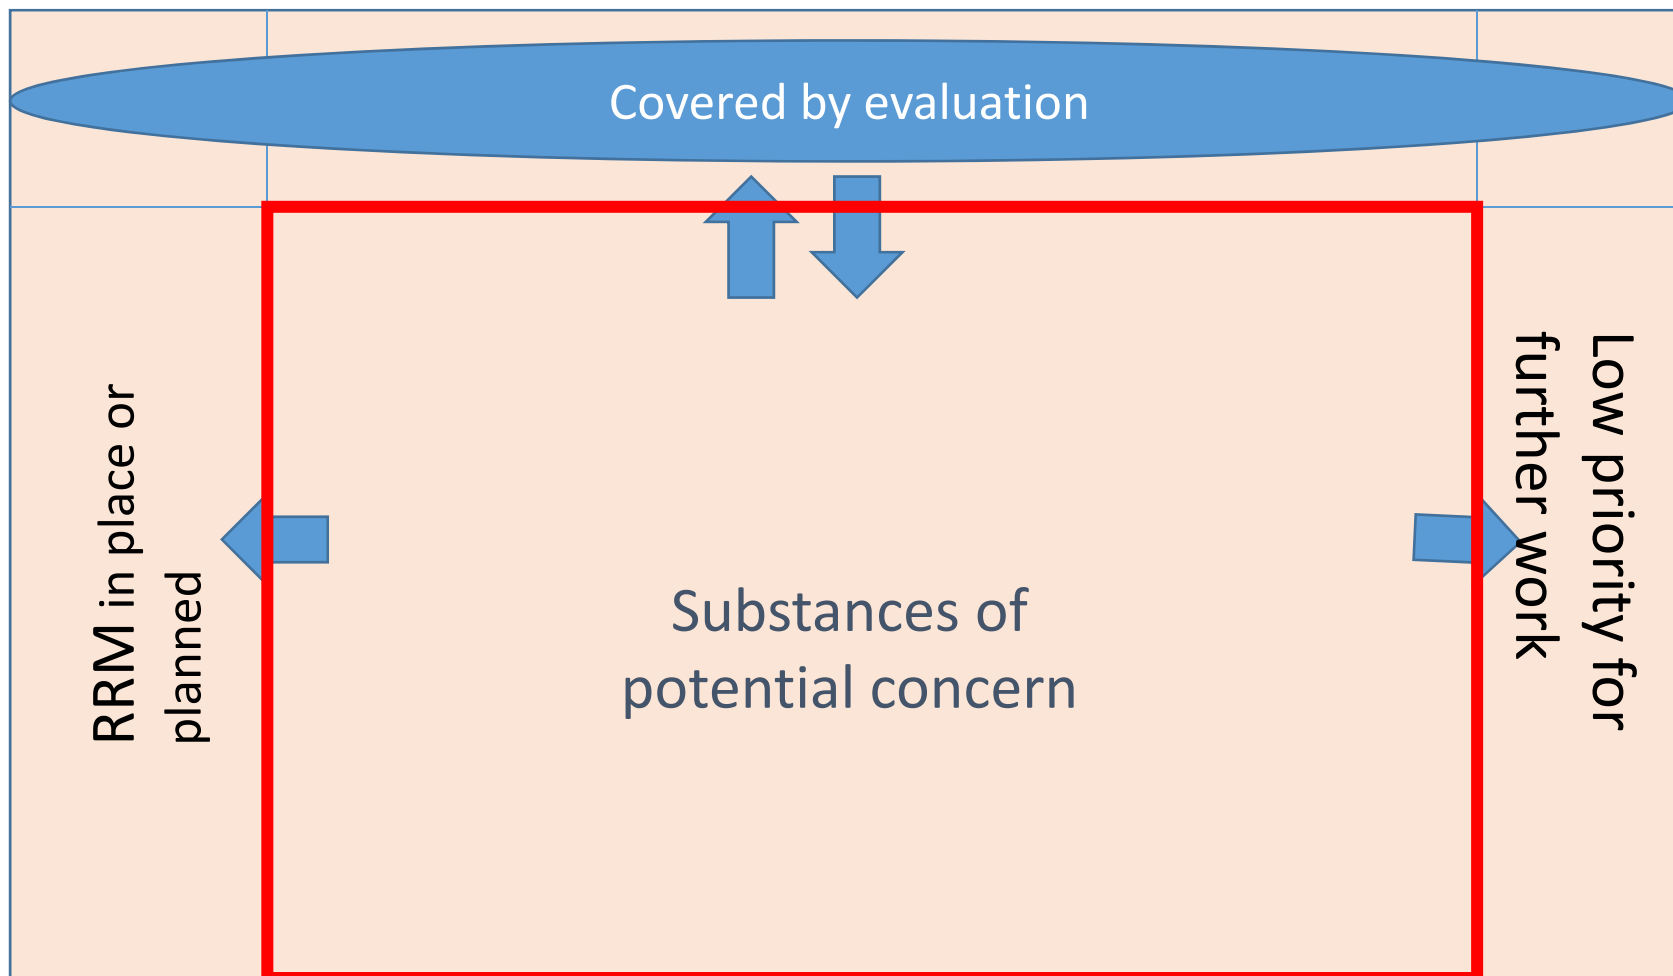 Covered by evaluation
RRM in place or
planned
Substances of
potential concern
Low priority for
further work